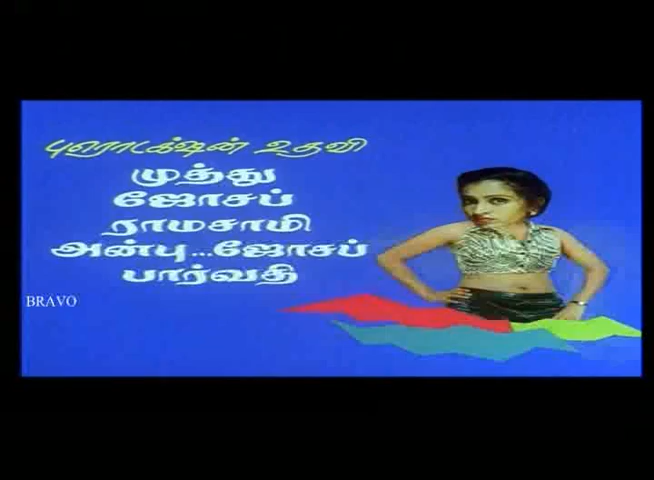 புரொடக்ஷன் உதவி
முத்து
ஜோசப்
ராமசாமி
அன்பு...ஜோசப்
பார்வதி
BRAVO